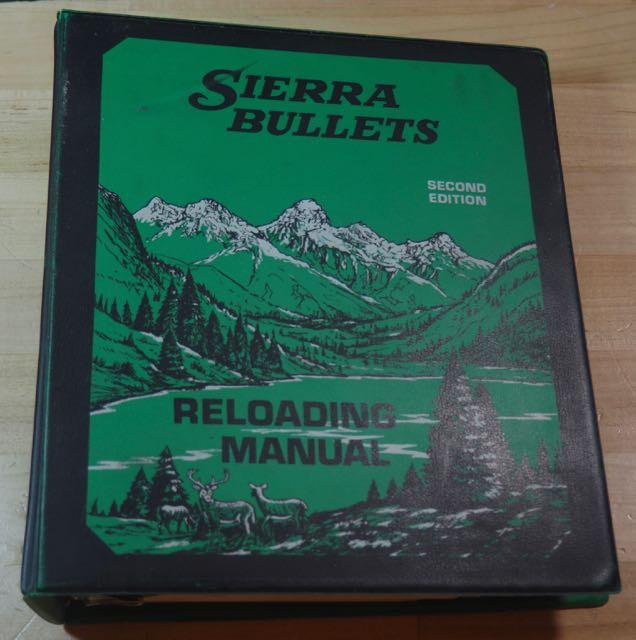 SIERRA
BULLETS
SECOND
EDITION
RELOADING
MANUAL